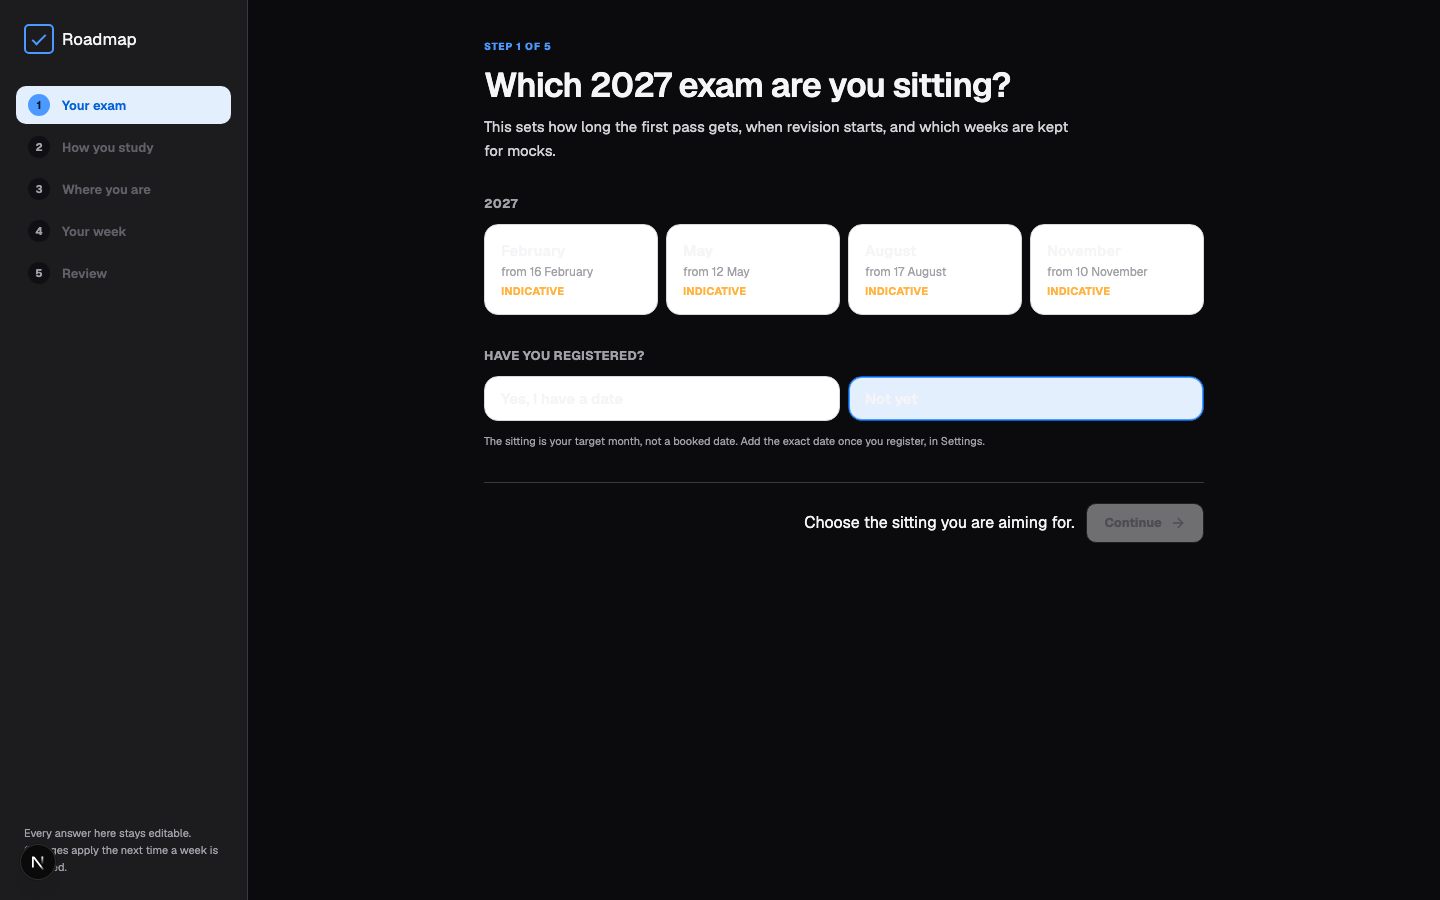 Roadmap
1 Your exam
2 How you study
3 Where you are
4 Your week
5 Review
Every answer here stays editable.
ges apply the next time a week is
ed.
N
STEP 1 OF 5
Which 2027 exam are you sitting?
This sets how long the first pass gets, when revision starts, and which weeks are kept
for mocks.
2027
February
from 16 February
INDICATIVE
May
from 12 May
INDICATIVE
August
from 17 August
INDICATIVE
November
from 10 November
INDICATIVE
HAVE YOU REGISTERED?
Yes, I have a date
Not yet
The sitting is your target month, not a booked date. Add the exact date once you register, in Settings.
Choose the sitting you are aiming for.
Continue →